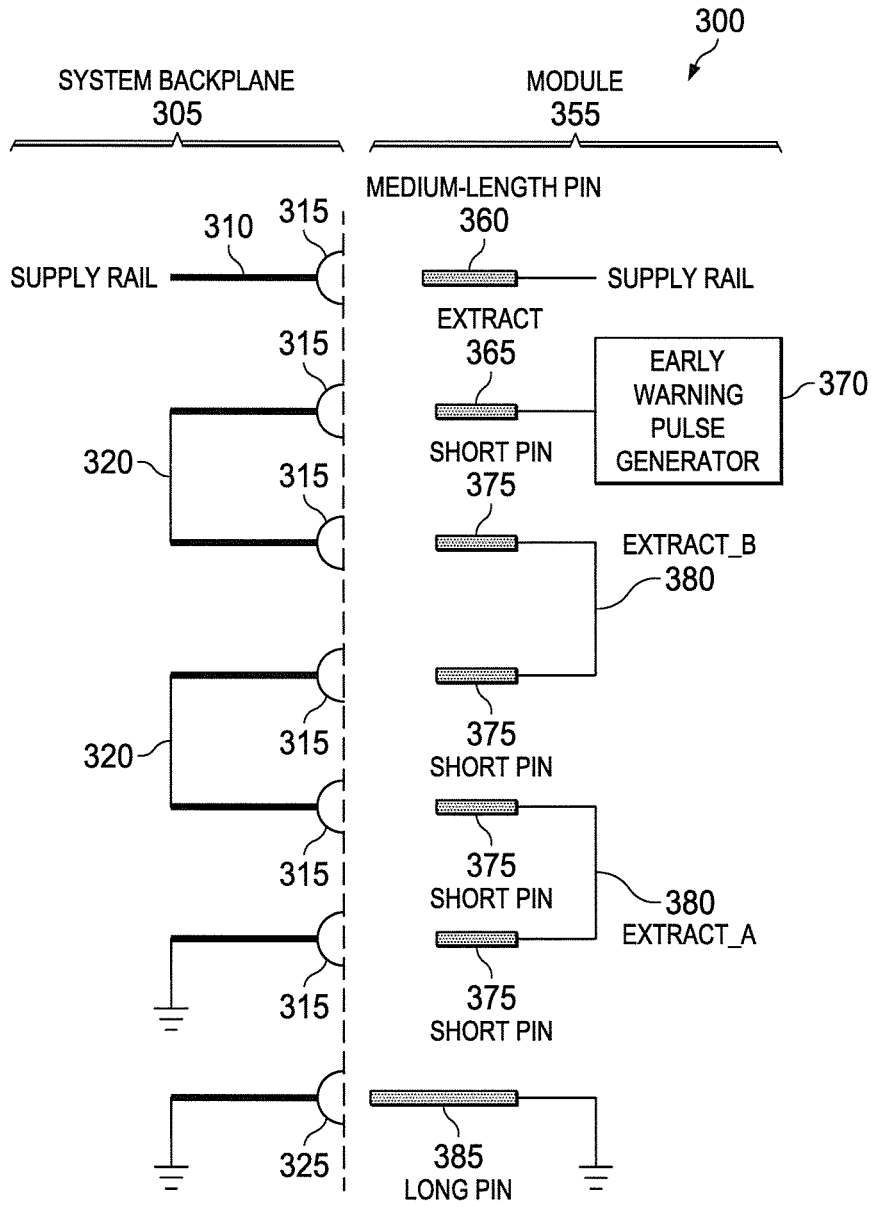 300
SYSTEM BACKPLANE
305
MODULE
355
MEDIUM-LENGTH PIN
360
315
310
SUPPLY RAIL
SUPPLY RAIL
EXTRACT
365
315
EARLY
WARNING
PULSE
GENERATOR
370
SHORT PIN
375
320
315
EXTRACT_B
380
315
375
SHORT PIN
320
315
375
SHORT PIN
380
EXTRACT_A
315
375
SHORT PIN
325
385
LONG PIN